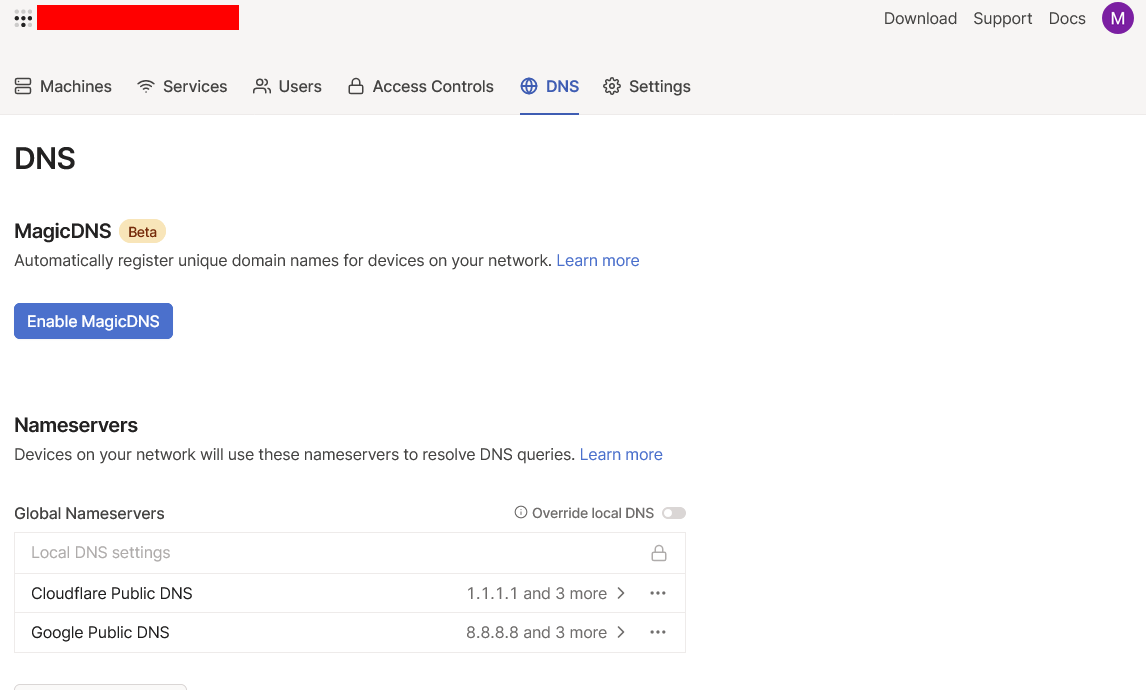 Download Support Docs M
Machines Services Users Access Controls DNS Settings
DNS
MagicDNS Beta
Automatically register unique domain names for devices on your network. Learn more
Enable MagicDNS
Nameservers
Devices on your network will use these nameservers to resolve DNS queries. Learn more
Global Nameservers Override local DNS
Local DNS settings
Cloudflare Public DNS 1.1.1.1 and 3 more
Google Public DNS 8.8.8.8 and 3 more